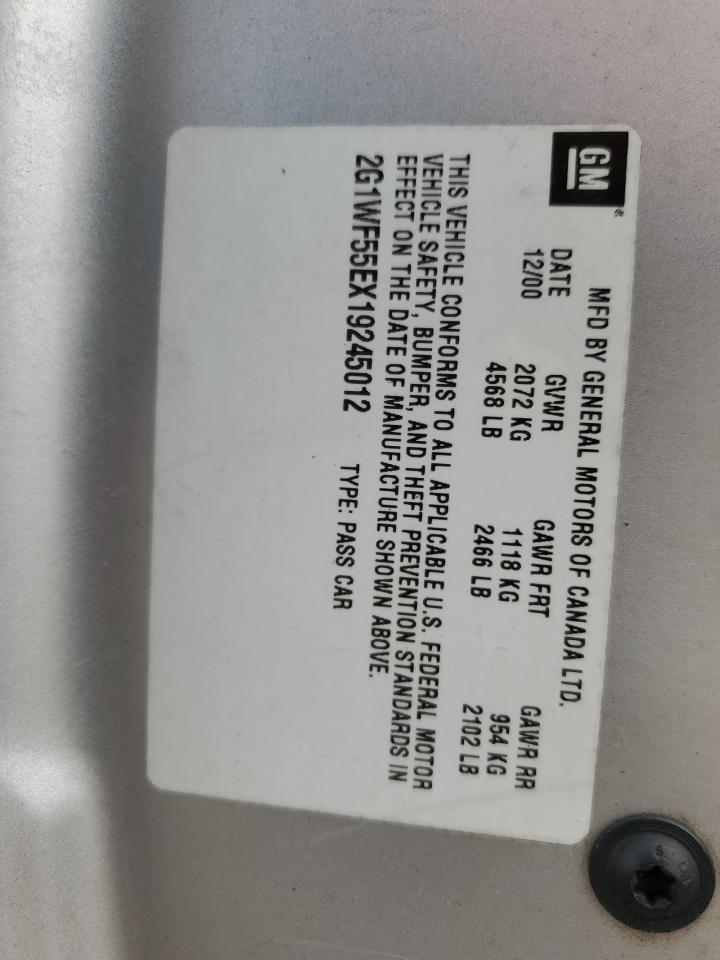 GM®
MFD BY GENERAL MOTORS OF CANADA LTD.
DATE GVWR GAWR FRT GAWR RR
12/00 2072 KG 1118 KG 954 KG
4568 LB 2466 LB 2102 LB
THIS VEHICLE CONFORMS TO ALL APPLICABLE U.S. FEDERAL MOTOR
VEHICLE SAFETY, BUMPER, AND THEFT PREVENTION STANDARDS IN
EFFECT ON THE DATE OF MANUFACTURE SHOWN ABOVE.
2G1WF55EX19245012 TYPE: PASS CAR